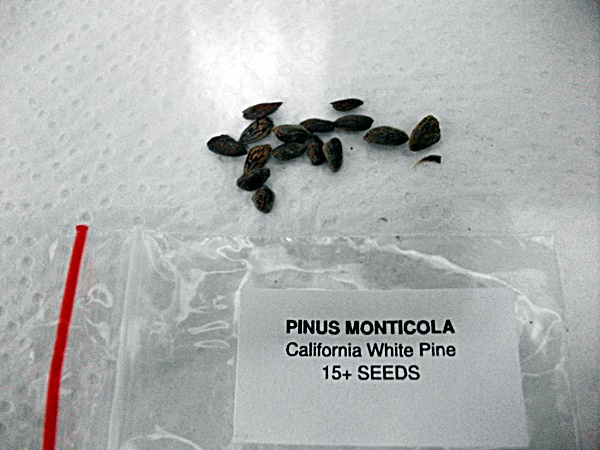 PINUS MONTICOLA
California White Pine
15+ SEEDS